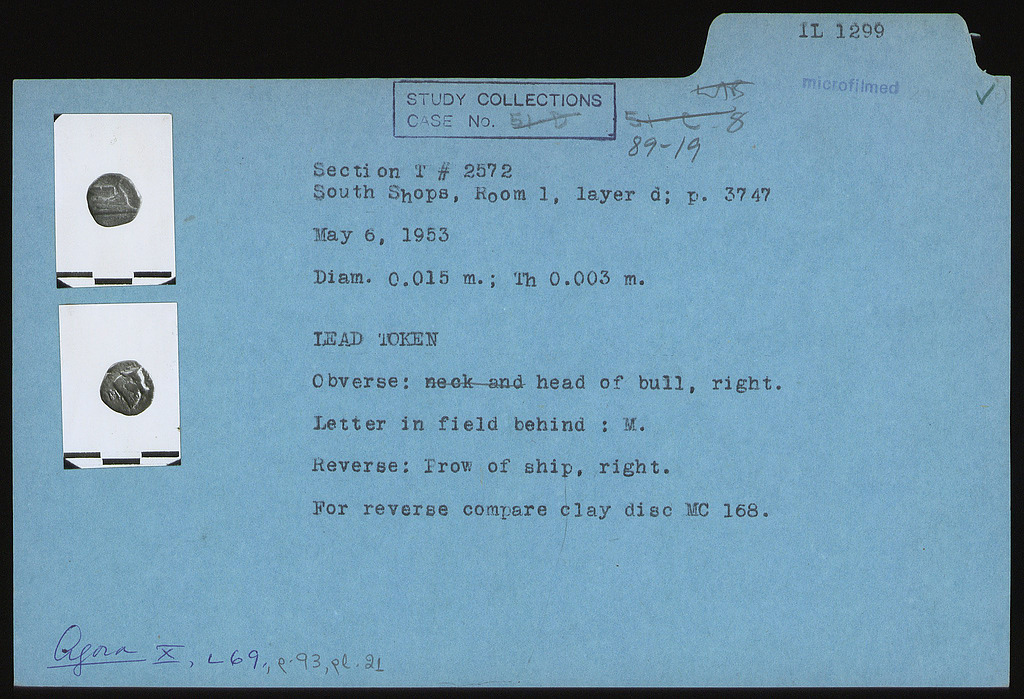 IL 1299
microfilmed
STUDY COLLECTIONS
CASE No. 51 D
51 C 8
89-19
Section T # 2572
South Shops, Room 1, layer d; p. 3747
May 6, 1953
Diam. 0.015 m.; Th 0.003 m.
LEAD TOKEN
Obverse: neck and head of bull, right.
Letter in field behind : M.
Reverse: Prow of ship, right.
For reverse compare clay disc MC 168.
Agora X, L69, p. 93, pl. 21